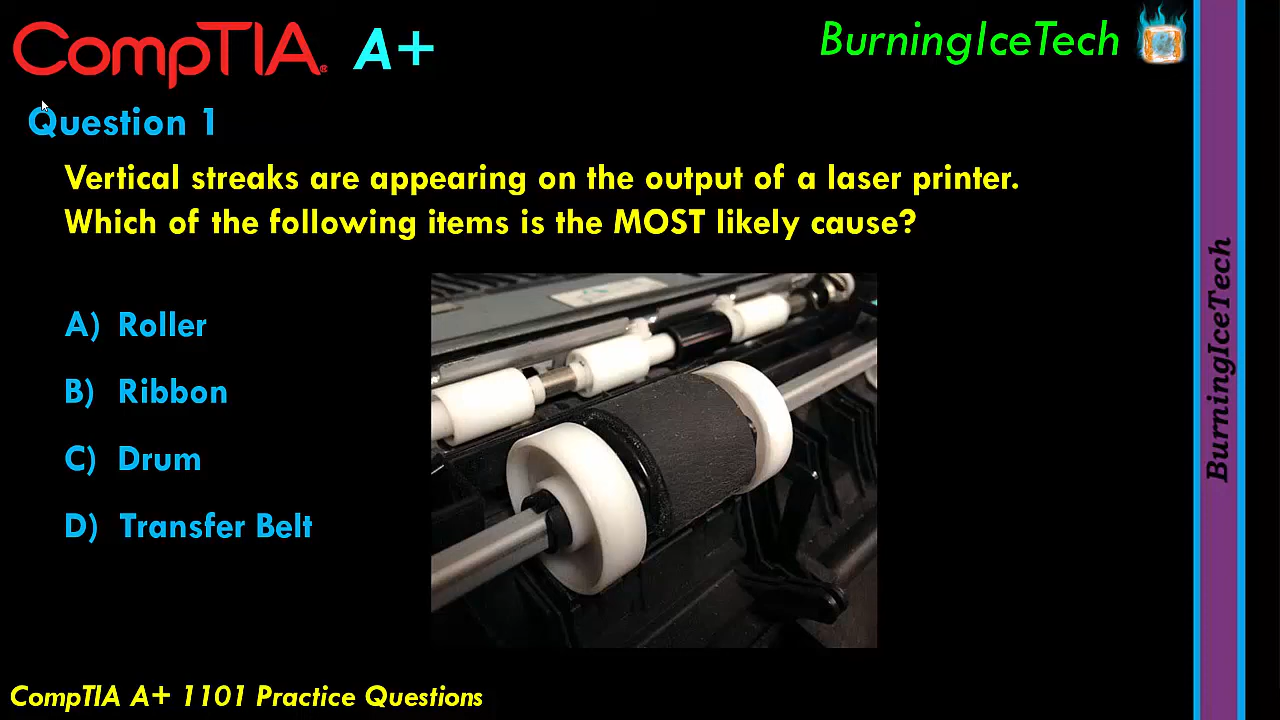 CompTIA® A+
BurningIceTech
Question 1
Vertical streaks are appearing on the output of a laser printer.
Which of the following items is the MOST likely cause?
A) Roller
B) Ribbon
C) Drum
D) Transfer Belt
BurningIceTech
CompTIA A+ 1101 Practice Questions